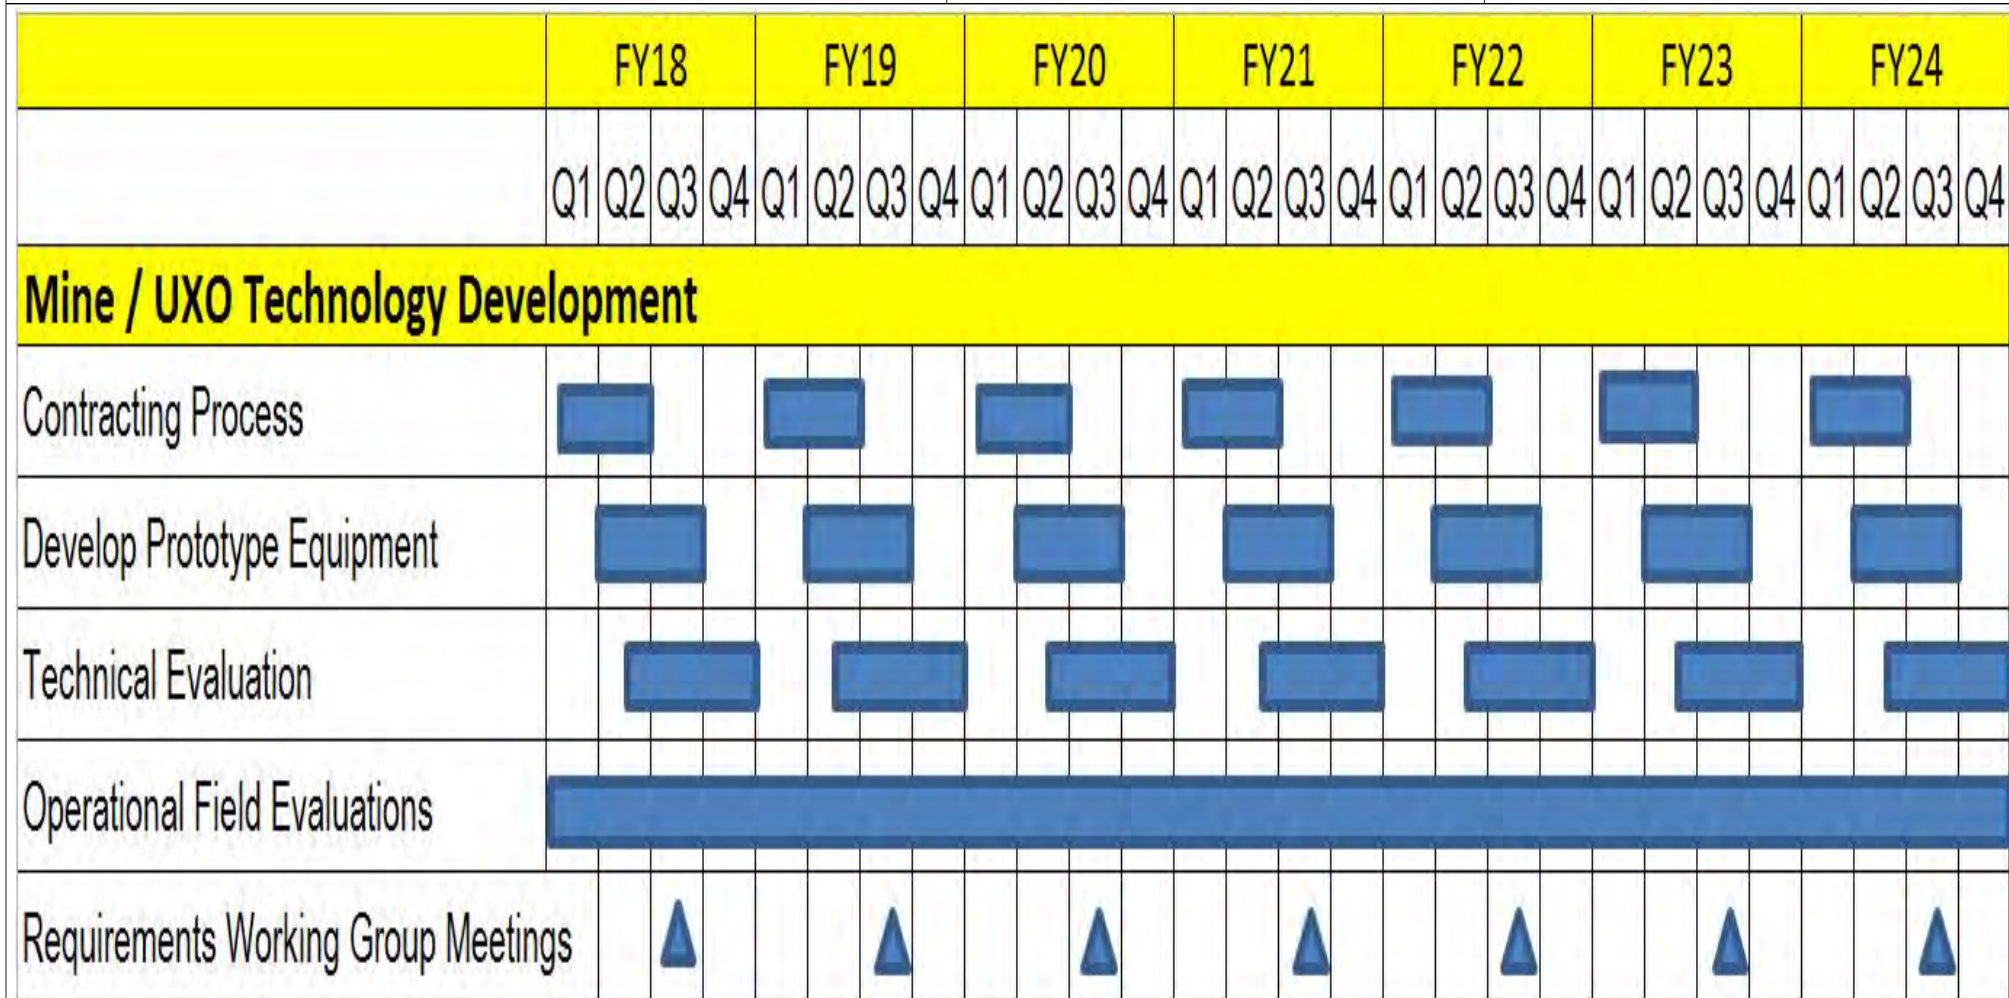 FY18 FY19 FY20 FY21 FY22 FY23 FY24
Q1 Q2 Q3 Q4 Q1 Q2 Q3 Q4 Q1 Q2 Q3 Q4 Q1 Q2 Q3 Q4 Q1 Q2 Q3 Q4 Q1 Q2 Q3 Q4 Q1 Q2 Q3 Q4
Mine / UXO Technology Development
Contracting Process
Develop Prototype Equipment
Technical Evaluation
Operational Field Evaluations
Requirements Working Group Meetings